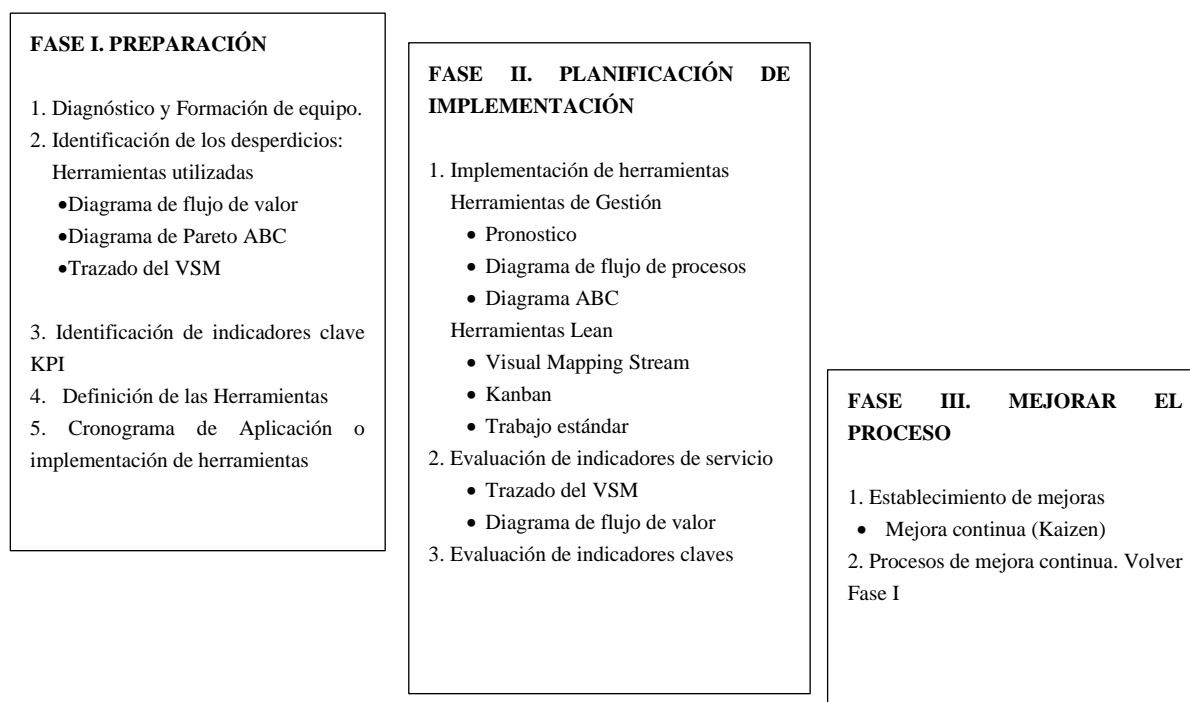 FASE I. PREPARACIÓN
1. Diagnóstico y Formación de equipo.
2. Identificación de los desperdicios:
Herramientas utilizadas
•Diagrama de flujo de valor
•Diagrama de Pareto ABC
•Trazado del VSM
3. Identificación de indicadores clave
KPI
4. Definición de las Herramientas
5. Cronograma de Aplicación o
implementación de herramientas
FASE II. PLANIFICACIÓN DE
IMPLEMENTACIÓN
1. Implementación de herramientas
Herramientas de Gestión
• Pronostico
• Diagrama de flujo de procesos
• Diagrama ABC
Herramientas Lean
• Visual Mapping Stream
• Kanban
• Trabajo estándar
2. Evaluación de indicadores de servicio
• Trazado del VSM
• Diagrama de flujo de valor
3. Evaluación de indicadores claves
FASE III. MEJORAR EL
PROCESO
1. Establecimiento de mejoras
• Mejora continua (Kaizen)
2. Procesos de mejora continua. Volver
Fase I